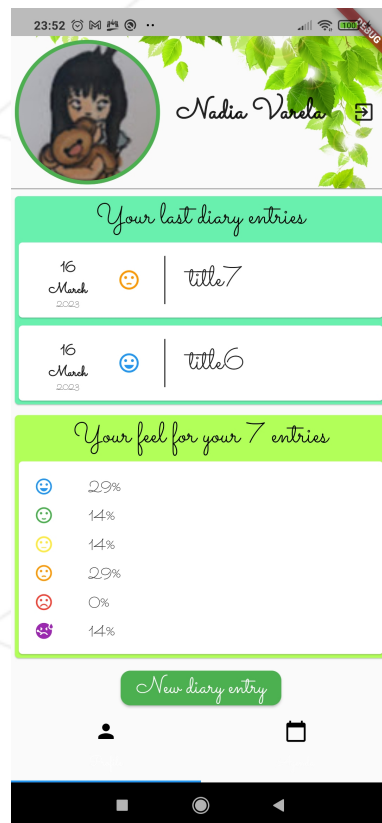 23:52
100
DEBUG
Nadia Varela
Your last diary entries
16
March
2023
title7
16
March
2023
title6
Your feel for your 7 entries
29%
14%
14%
29%
0%
14%
New diary entry